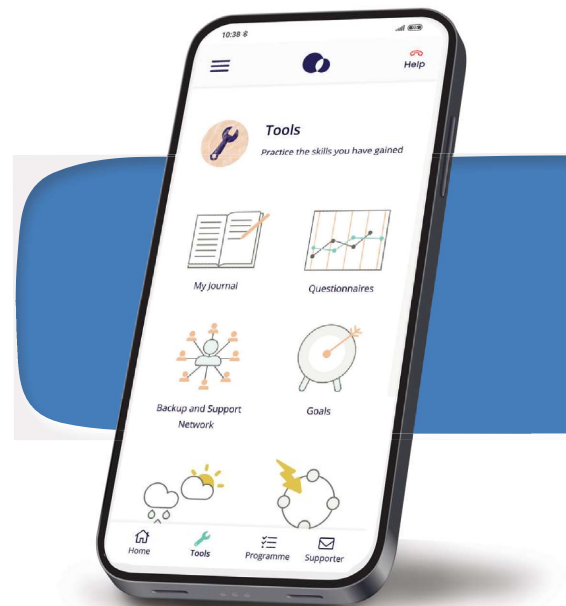 10:38
Help
Tools
Practice the skills you have gained
My Journal
Questionnaires
Backup and Support
Network
Goals
Home
Tools
Programme
Supporter